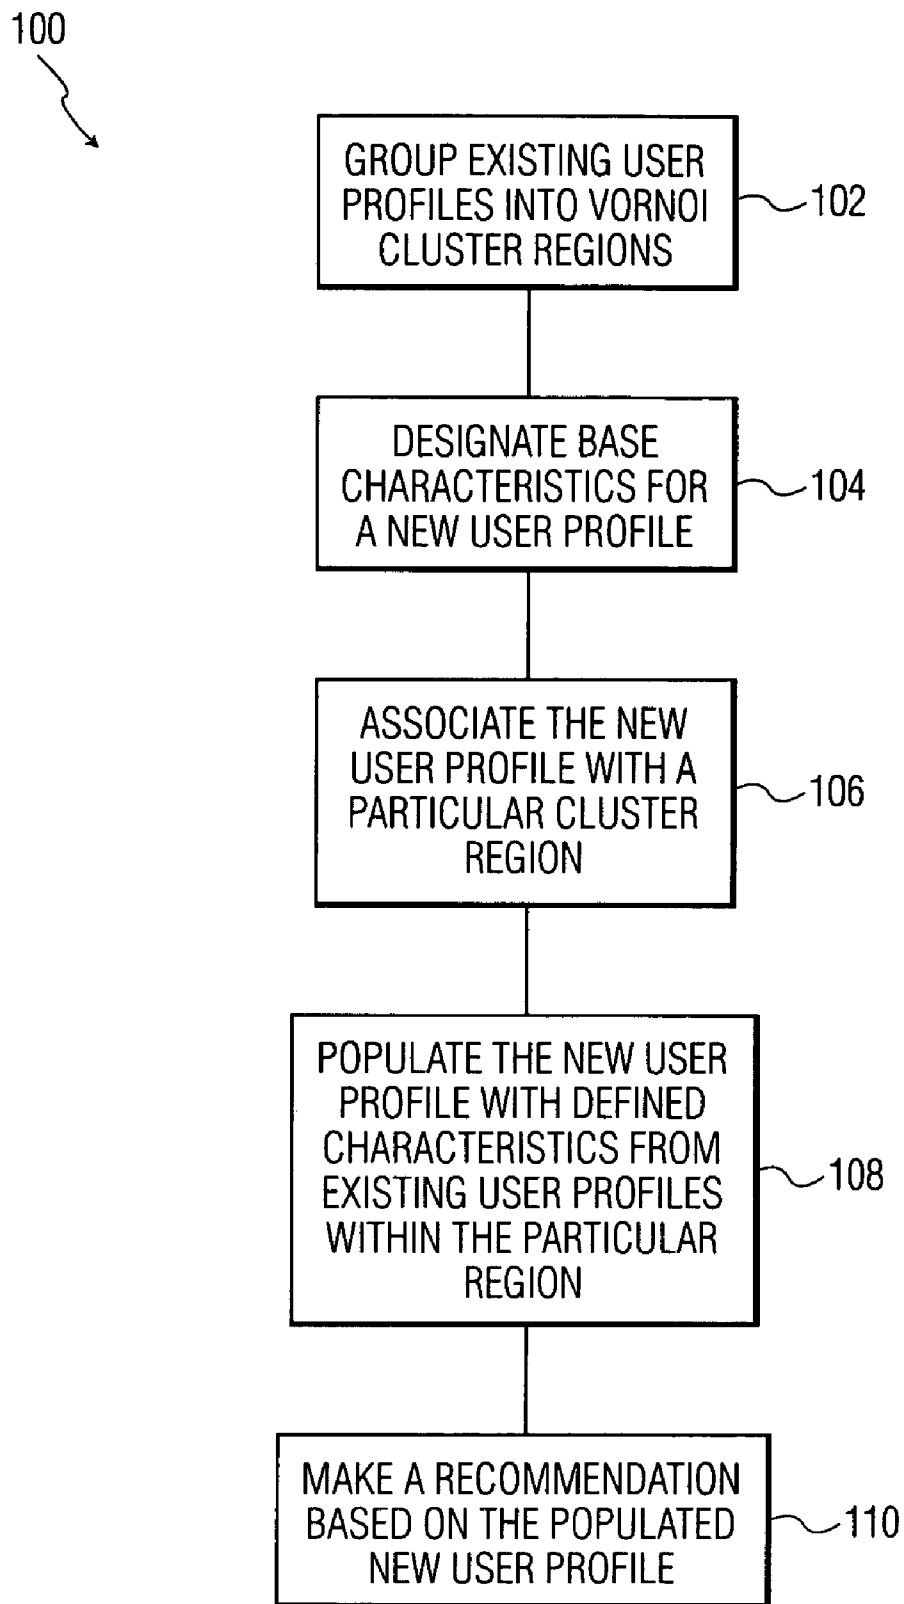 100
GROUP EXISTING USER
PROFILES INTO VORNOI
CLUSTER REGIONS
102
DESIGNATE BASE
CHARACTERISTICS FOR
A NEW USER PROFILE
104
ASSOCIATE THE NEW
USER PROFILE WITH A
PARTICULAR CLUSTER
REGION
106
POPULATE THE NEW USER
PROFILE WITH DEFINED
CHARACTERISTICS FROM
EXISTING USER PROFILES
WITHIN THE PARTICULAR
REGION
108
MAKE A RECOMMENDATION
BASED ON THE POPULATED
NEW USER PROFILE
110